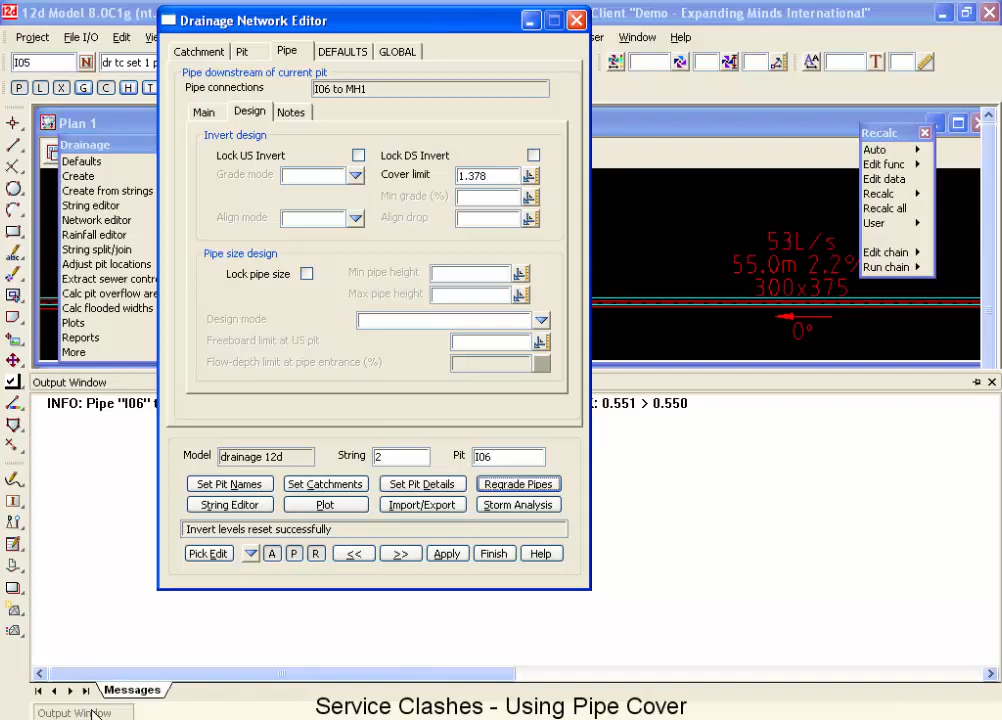 12d Model 8.0C1g (nt.
Client "Demo - Expanding Minds International"
Project File I/O Edit
Window Help
I05 N dr tc set 1 p
P L X G C H T
Plan 1
Drainage
Defaults
Create
Create from strings
String editor
Network editor
Rainfall editor
String split/join
Adjust pit locations
Extract sewer contr
Calc pit overflow are
Calc flooded widths
Plots
Reports
More
Drainage Network Editor
Catchment Pit Pipe DEFAULTS GLOBAL
Pipe downstream of current pit
Pipe connections I06 to MH1
Main Design Notes
Invert design
Lock US Invert Lock DS Invert
Grade mode Cover limit 1.378
Min grade (%)
Align mode Align drop
Pipe size design
Lock pipe size Min pipe height
Max pipe height
Design mode
Freeboard limit at US pit
Flow-depth limit at pipe entrance (%)
Model drainage 12d String 2 Pit I06
Set Pit Names Set Catchments Set Pit Details Regrade Pipes
String Editor Plot Import/Export Storm Analysis
Invert levels reset successfully
Pick Edit A P R << >> Apply Finish Help
Recalc
Auto
Edit func
Edit data
Recalc
Recalc all
User
Edit chain
Run chain
53L/s
55.0m 2.2%
300x375
0°
Output Window
INFO: Pipe "I06" t
: 0.551 > 0.550
Messages
Output Window
Service Clashes - Using Pipe Cover